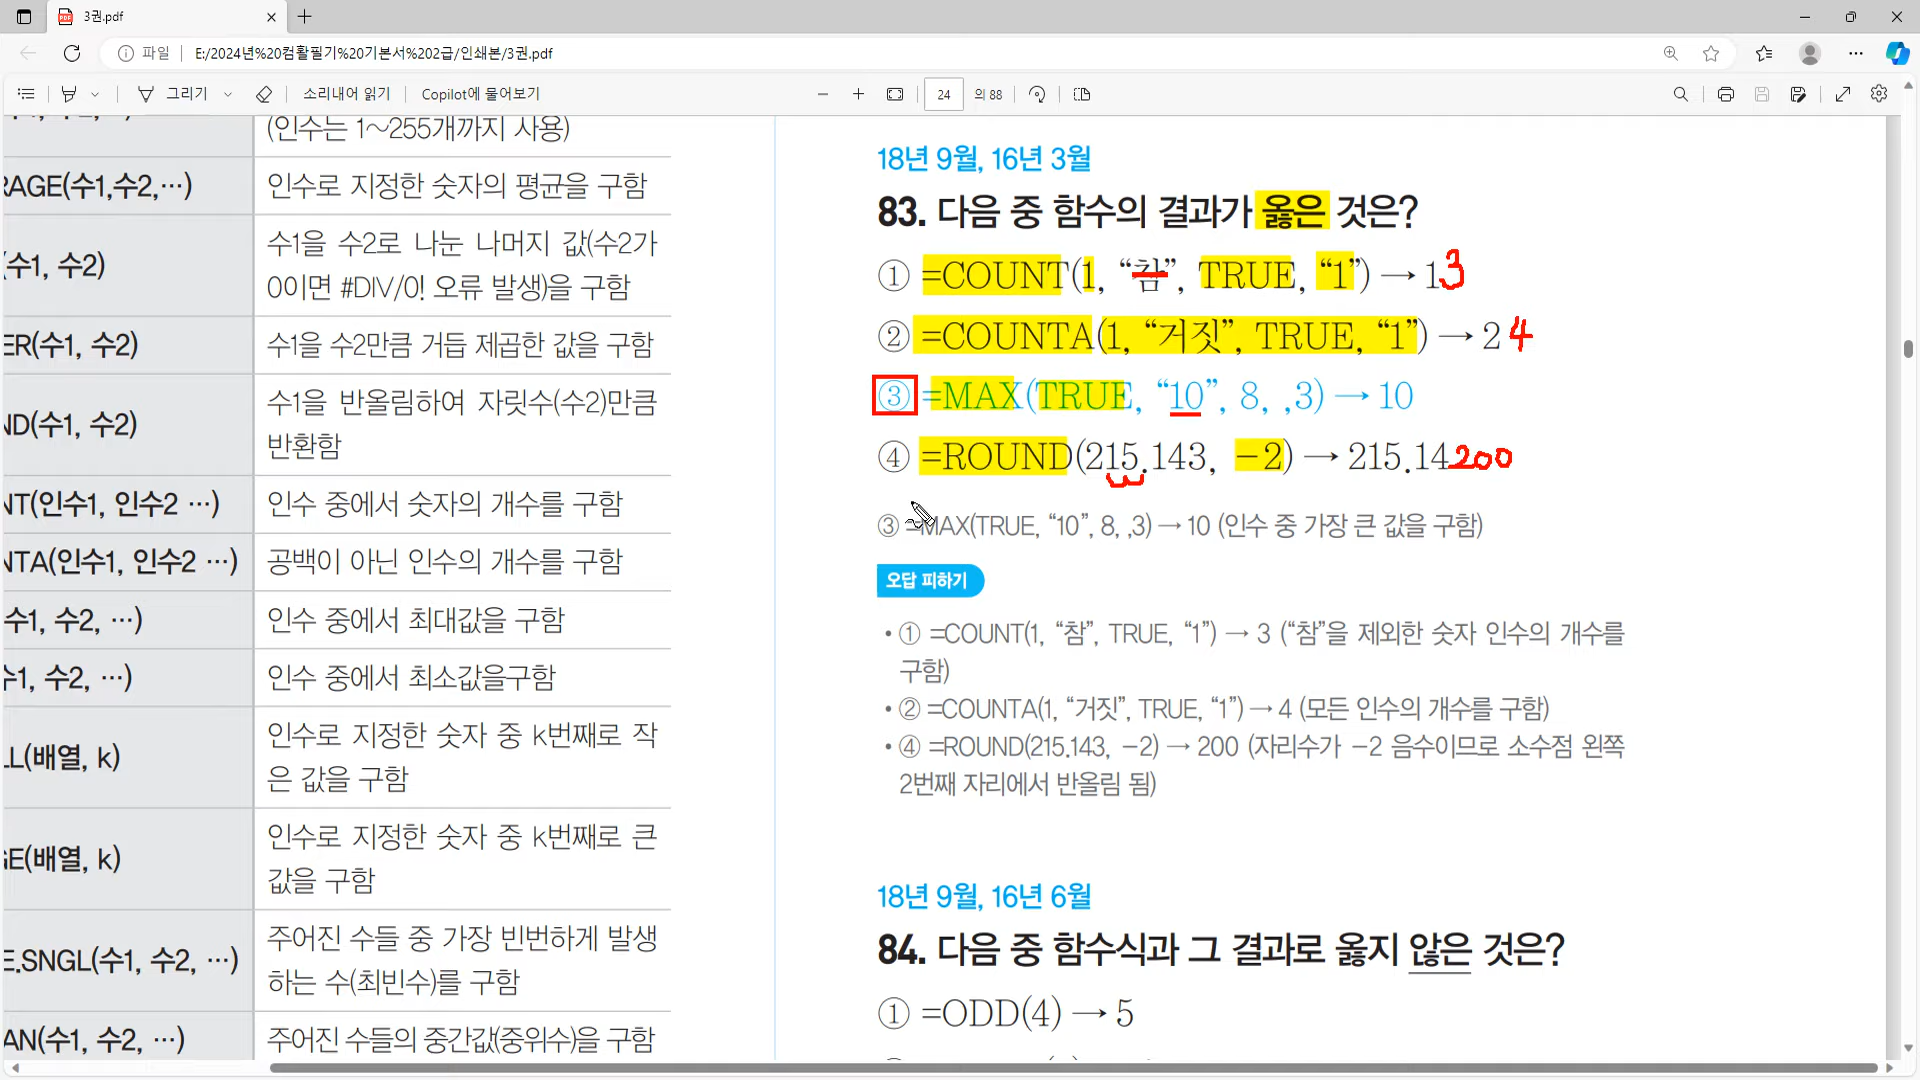 3권.pdf
파일 E:/2024년%20컴활필기%20기본서%202급/인쇄본/3권.pdf
그리기 소리내어 읽기 Copilot에 물어보기 24 의 88
(인수는 1~255개까지 사용)
RAGE(수1,수2,…) 인수로 지정한 숫자의 평균을 구함
(수1, 수2) 수1을 수2로 나눈 나머지 값(수2가
0이면 #DIV/0! 오류 발생)을 구함
ER(수1, 수2) 수1을 수2만큼 거듭 제곱한 값을 구함
ND(수1, 수2) 수1을 반올림하여 자릿수(수2)만큼
반환함
NT(인수1, 인수2 …) 인수 중에서 숫자의 개수를 구함
NTA(인수1, 인수2 …) 공백이 아닌 인수의 개수를 구함
수1, 수2, …) 인수 중에서 최대값을 구함
수1, 수2, …) 인수 중에서 최소값을구함
LL(배열, k) 인수로 지정한 숫자 중 k번째로 작
은 값을 구함
GE(배열, k) 인수로 지정한 숫자 중 k번째로 큰
값을 구함
E.SNGL(수1, 수2, …) 주어진 수들 중 가장 빈번하게 발생
하는 수(최빈수)를 구함
AN(수1, 수2, …) 주어진 수들의 중간값(중위수)을 구함
18년 9월, 16년 3월
83. 다음 중 함수의 결과가 옳은 것은?
① =COUNT(1, “참”, TRUE, “1”) → 1 3
② =COUNTA(1, “거짓”, TRUE, “1”) → 2 4
③ =MAX(TRUE, “10”, 8, ,3) → 10
④ =ROUND(215.143, −2) → 215.14 200
③ =MAX(TRUE, “10”, 8, ,3) → 10 (인수 중 가장 큰 값을 구함)
오답 피하기
• ① =COUNT(1, “참”, TRUE, “1”) → 3 (“참”을 제외한 숫자 인수의 개수를
구함)
• ② =COUNTA(1, “거짓”, TRUE, “1”) → 4 (모든 인수의 개수를 구함)
• ④ =ROUND(215.143, −2) → 200 (자리수가 −2 음수이므로 소수점 왼쪽
2번째 자리에서 반올림 됨)
18년 9월, 16년 6월
84. 다음 중 함수식과 그 결과로 옳지 않은 것은?
① =ODD(4) → 5